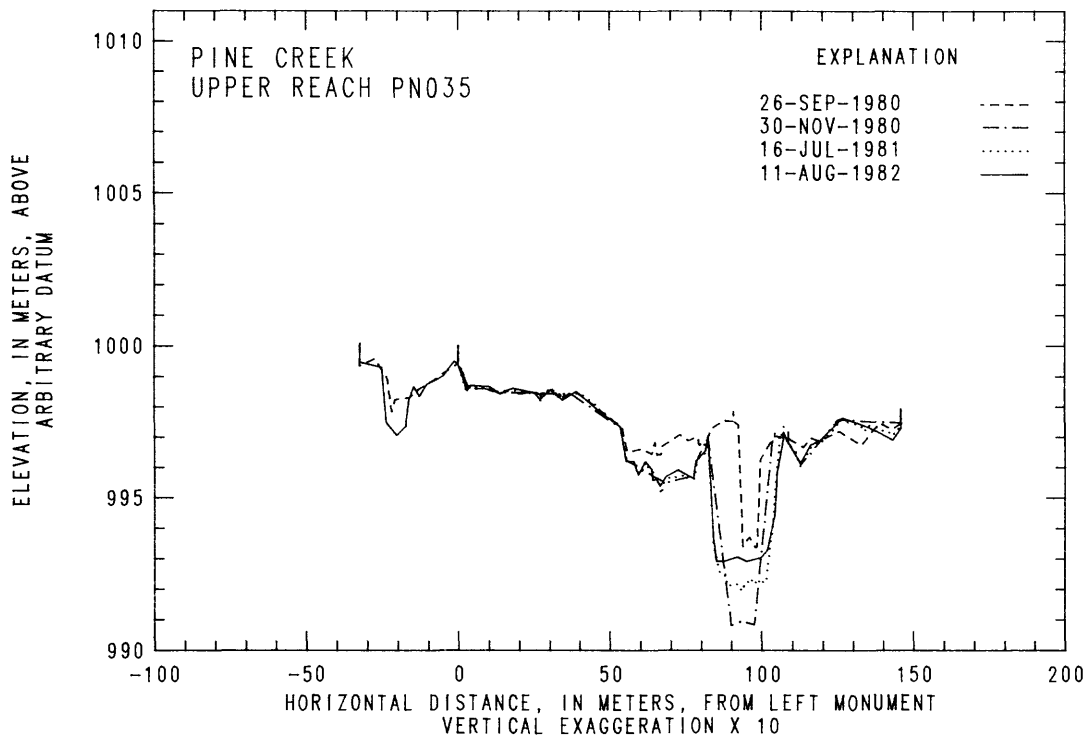 PINE CREEK
UPPER REACH PN035
EXPLANATION
26-SEP-1980
30-NOV-1980
16-JUL-1981
11-AUG-1982
1010
1005
1000
995
990
ELEVATION, IN METERS, ABOVE
ARBITRARY DATUM
-100
-50
0
50
100
150
200
HORIZONTAL DISTANCE, IN METERS, FROM LEFT MONUMENT
VERTICAL EXAGGERATION X 10